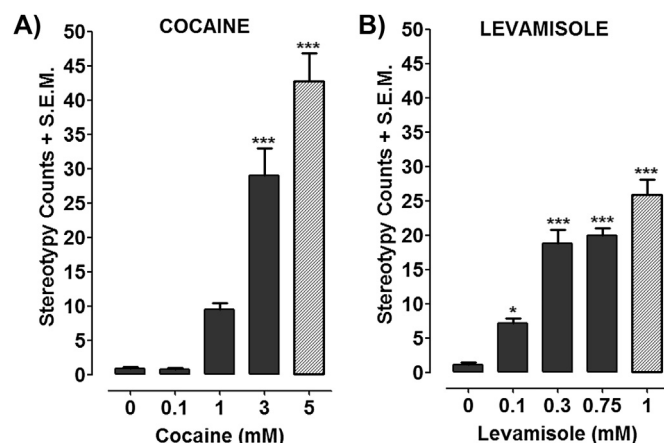 A)
COCAINE
Stereotypy Counts + S.E.M.
50
45
40
35
30
25
20
15
10
5
0
***
***
0 0.1 1 3 5
Cocaine (mM)
B)
LEVAMISOLE
Stereotypy Counts + S.E.M.
50
45
40
35
30
25
20
15
10
5
0
*
***
***
***
0 0.1 0.3 0.75 1
Levamisole (mM)